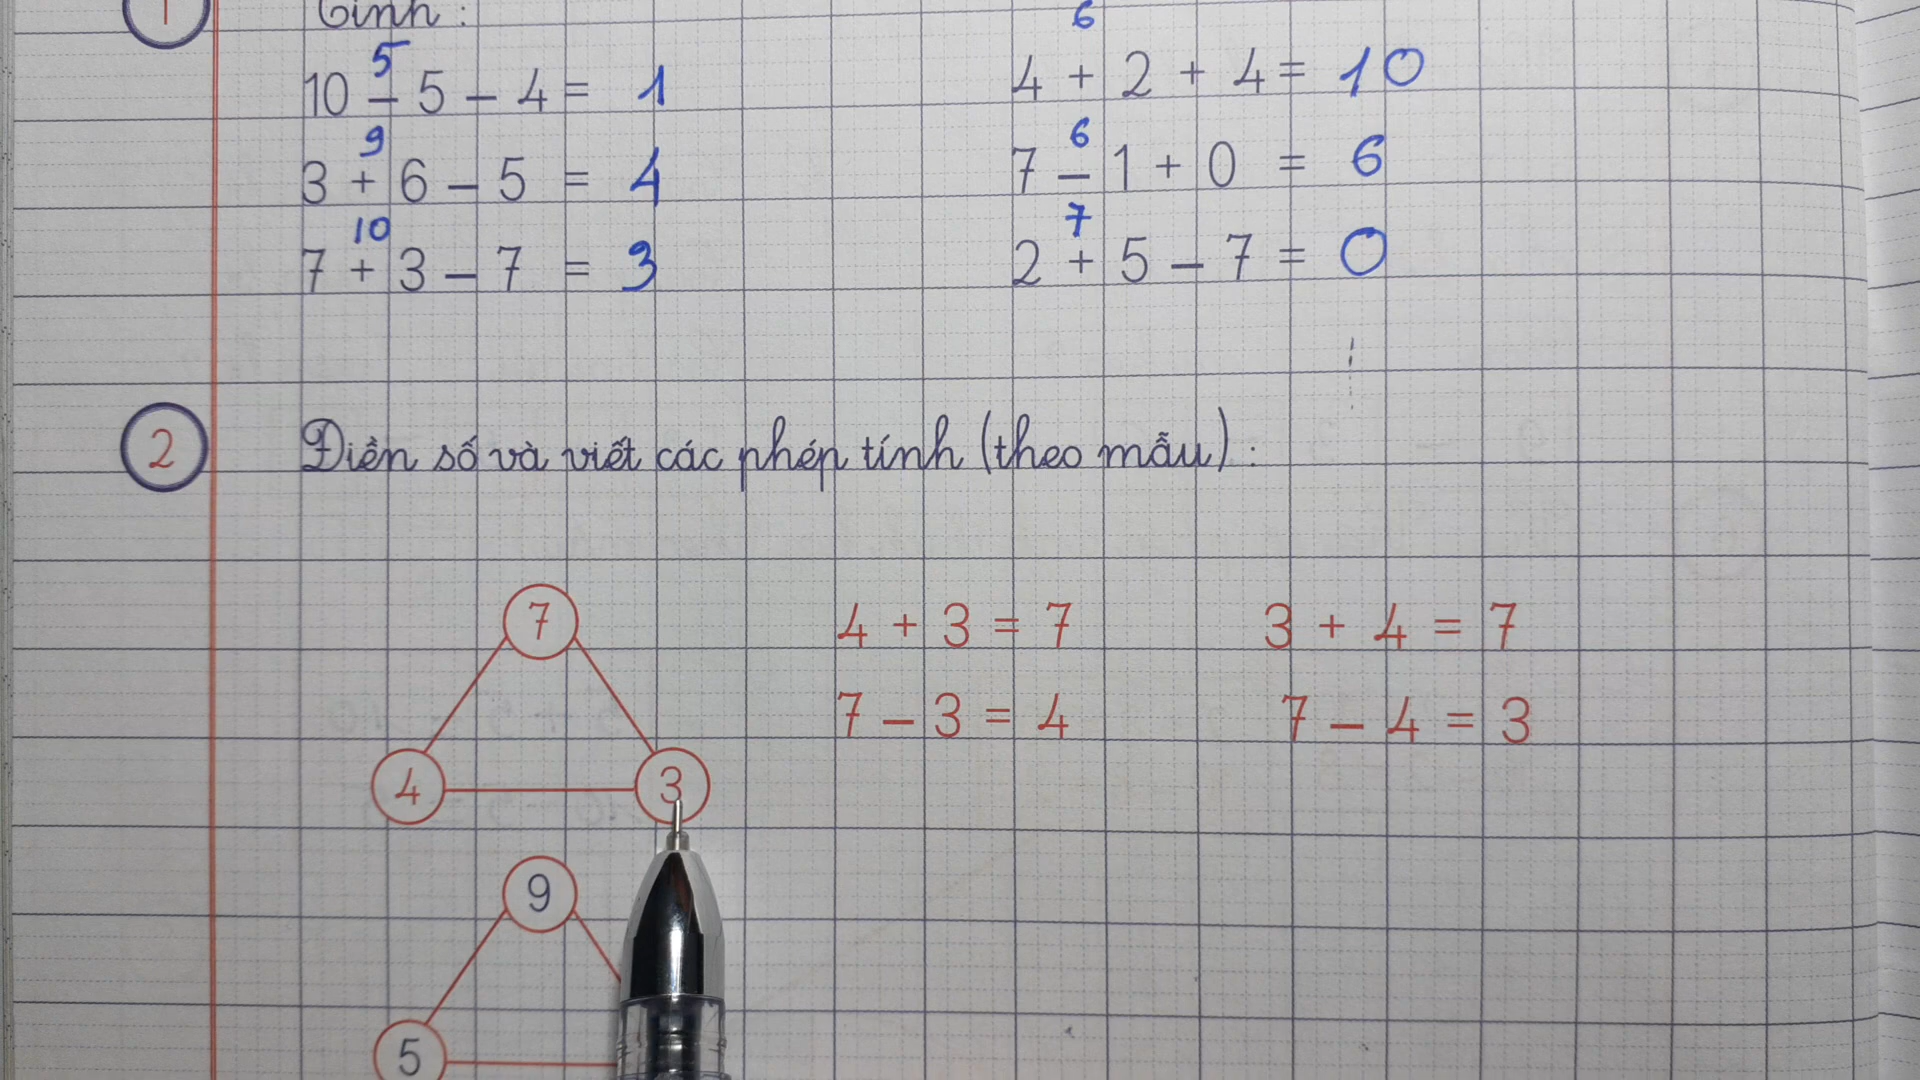 1 Tính :
5 6
10 - 5 - 4 = 1 4 + 2 + 4 = 10
9 6
3 + 6 - 5 = 4 7 - 1 + 0 = 6
10 7
7 + 3 - 7 = 3 2 + 5 - 7 = 0
2 Điền số và viết các phép tính (theo mẫu) :
7 4 + 3 = 7 3 + 4 = 7
7 - 3 = 4 7 - 4 = 3
4 3
9
5